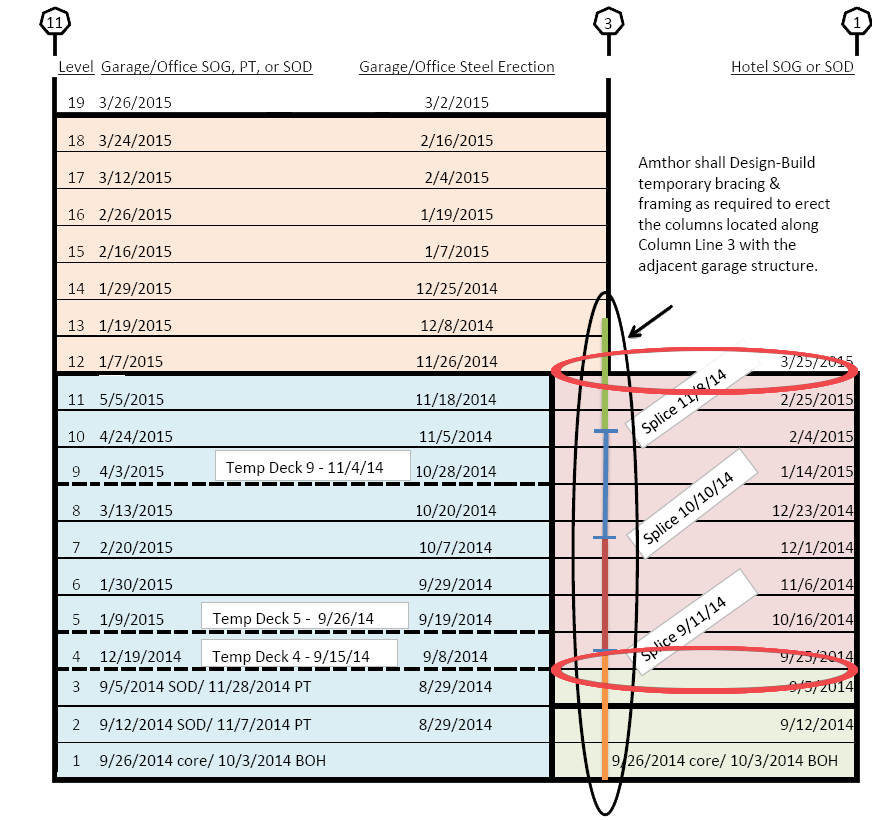 11 3 1
Level Garage/Office SOG, PT, or SOD Garage/Office Steel Erection Hotel SOG or SOD
19 3/26/2015 3/2/2015
18 3/24/2015 2/16/2015
17 3/12/2015 2/4/2015
16 2/26/2015 1/19/2015
15 2/16/2015 1/7/2015
14 1/29/2015 12/25/2014
13 1/19/2015 12/8/2014
12 1/7/2015 11/26/2014 3/25/2015
11 5/5/2015 11/18/2014 2/25/2015
10 4/24/2015 11/5/2014 2/4/2015
9 4/3/2015 Temp Deck 9 - 11/4/14 10/28/2014 1/14/2015
8 3/13/2015 10/20/2014 12/23/2014
7 2/20/2015 10/7/2014 12/1/2014
6 1/30/2015 9/29/2014 11/6/2014
5 1/9/2015 Temp Deck 5 - 9/26/14 9/19/2014 10/16/2014
4 12/19/2014 Temp Deck 4 - 9/15/14 9/8/2014 9/25/2014
3 9/5/2014 SOD/ 11/28/2014 PT 8/29/2014 9/5/2014
2 9/12/2014 SOD/ 11/7/2014 PT 8/29/2014 9/12/2014
1 9/26/2014 core/ 10/3/2014 BOH 9/26/2014 core/ 10/3/2014 BOH
Amthor shall Design-Build
temporary bracing &
framing as required to erect
the columns located along
Column Line 3 with the
adjacent garage structure.
Splice 11/8/14
Splice 10/10/14
Splice 9/11/14